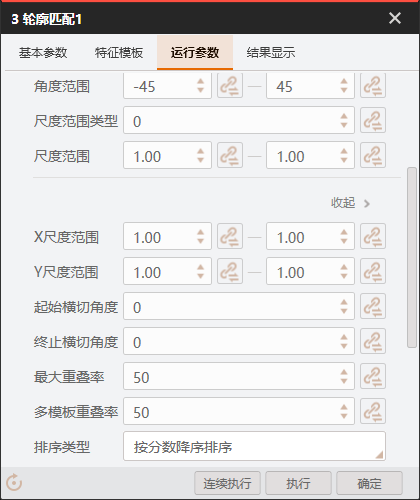 3 轮廓匹配1
基本参数 特征模板 运行参数 结果显示
角度范围 -45 — 45
尺度范围类型 0
尺度范围 1.00 — 1.00
收起
X尺度范围 1.00 — 1.00
Y尺度范围 1.00 — 1.00
起始横切角度 0
终止横切角度 0
最大重叠率 50
多模板重叠率 50
排序类型 按分数降序排序
连续执行 执行 确定